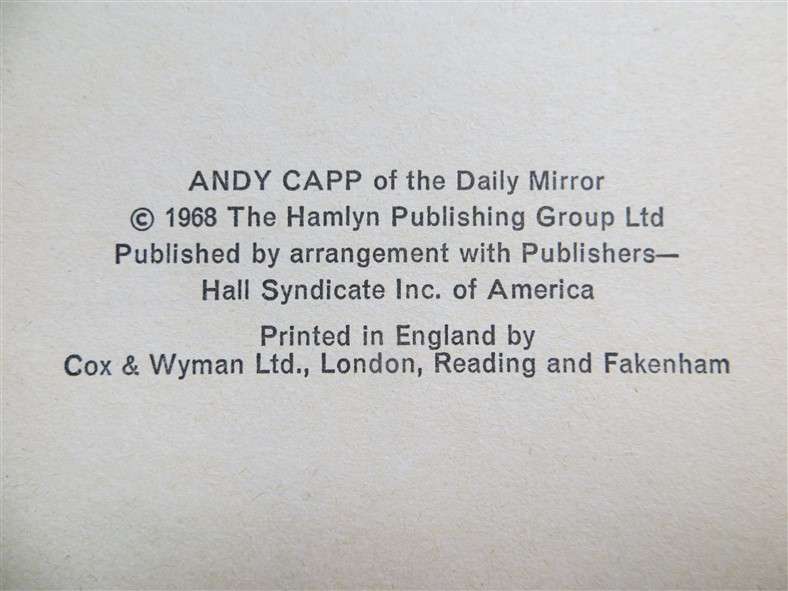 ANDY CAPP of the Daily Mirror
© 1968 The Hamlyn Publishing Group Ltd
Published by arrangement with Publishers—
Hall Syndicate Inc. of America
Printed in England by
Cox & Wyman Ltd., London, Reading and Fakenham